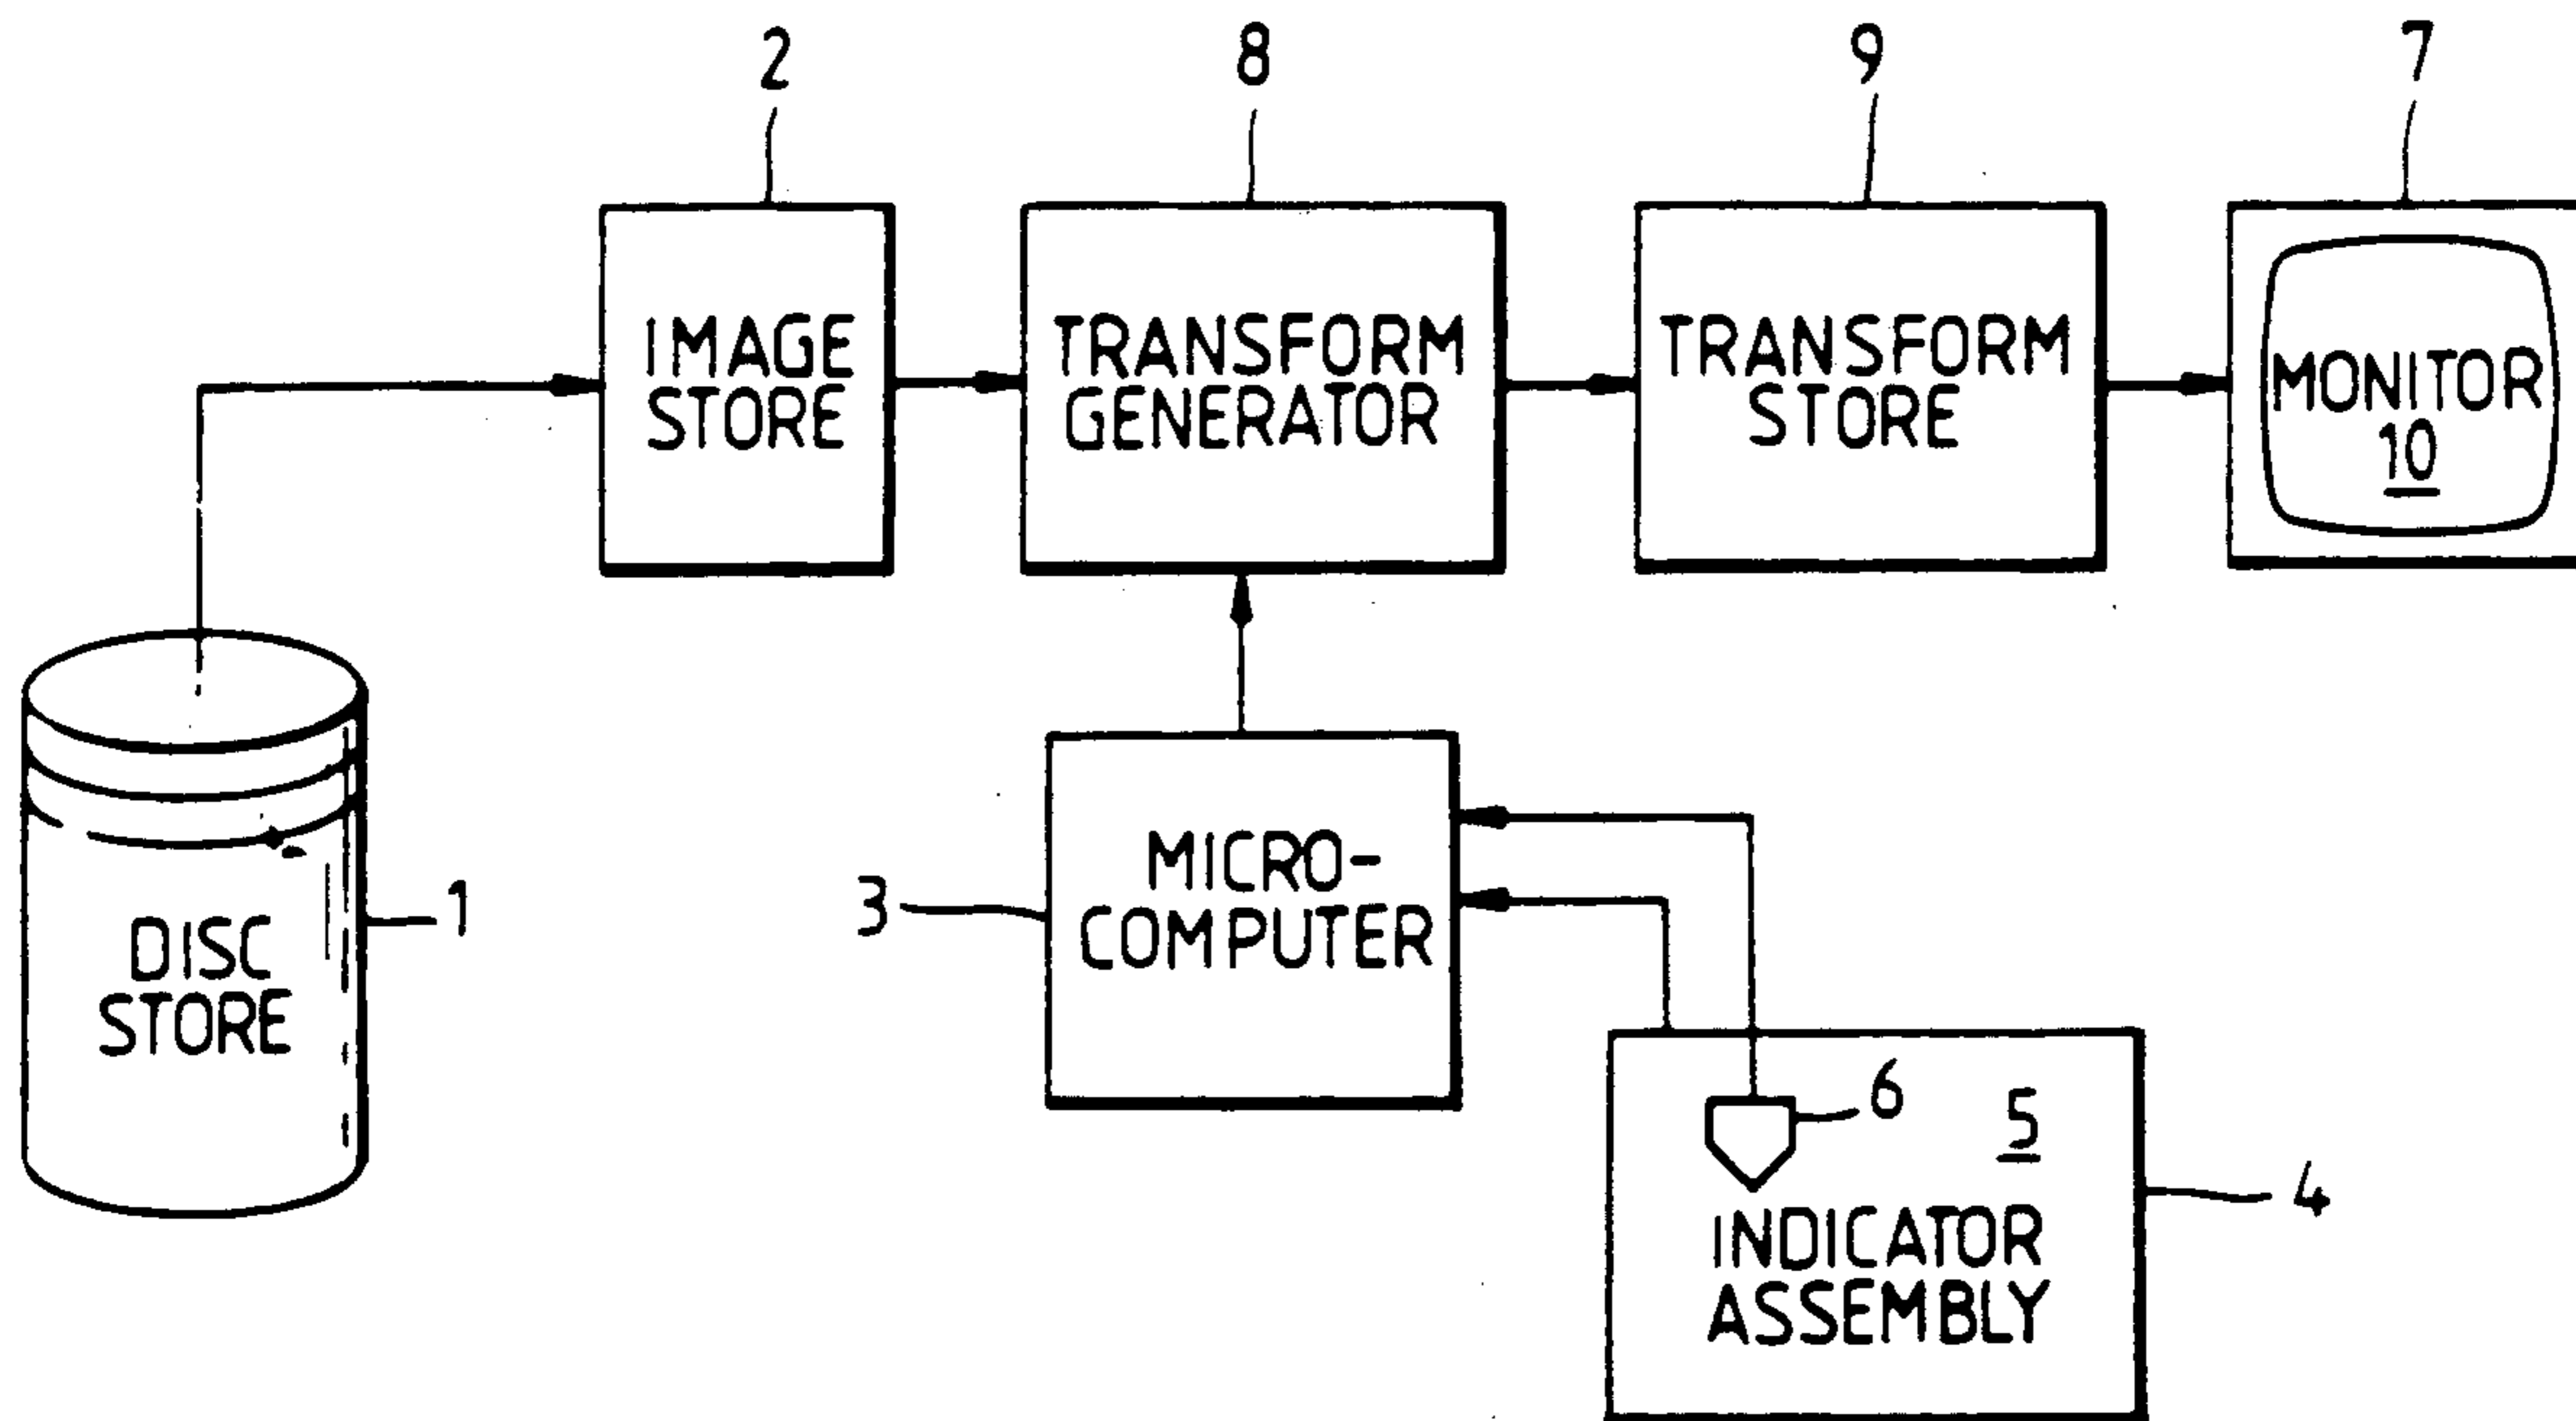 2
8
9
7
IMAGE
STORE
TRANSFORM
GENERATOR
TRANSFORM
STORE
MONITOR
10
DISC
STORE
1
3
MICRO-
COMPUTER
6
5
4
INDICATOR
ASSEMBLY